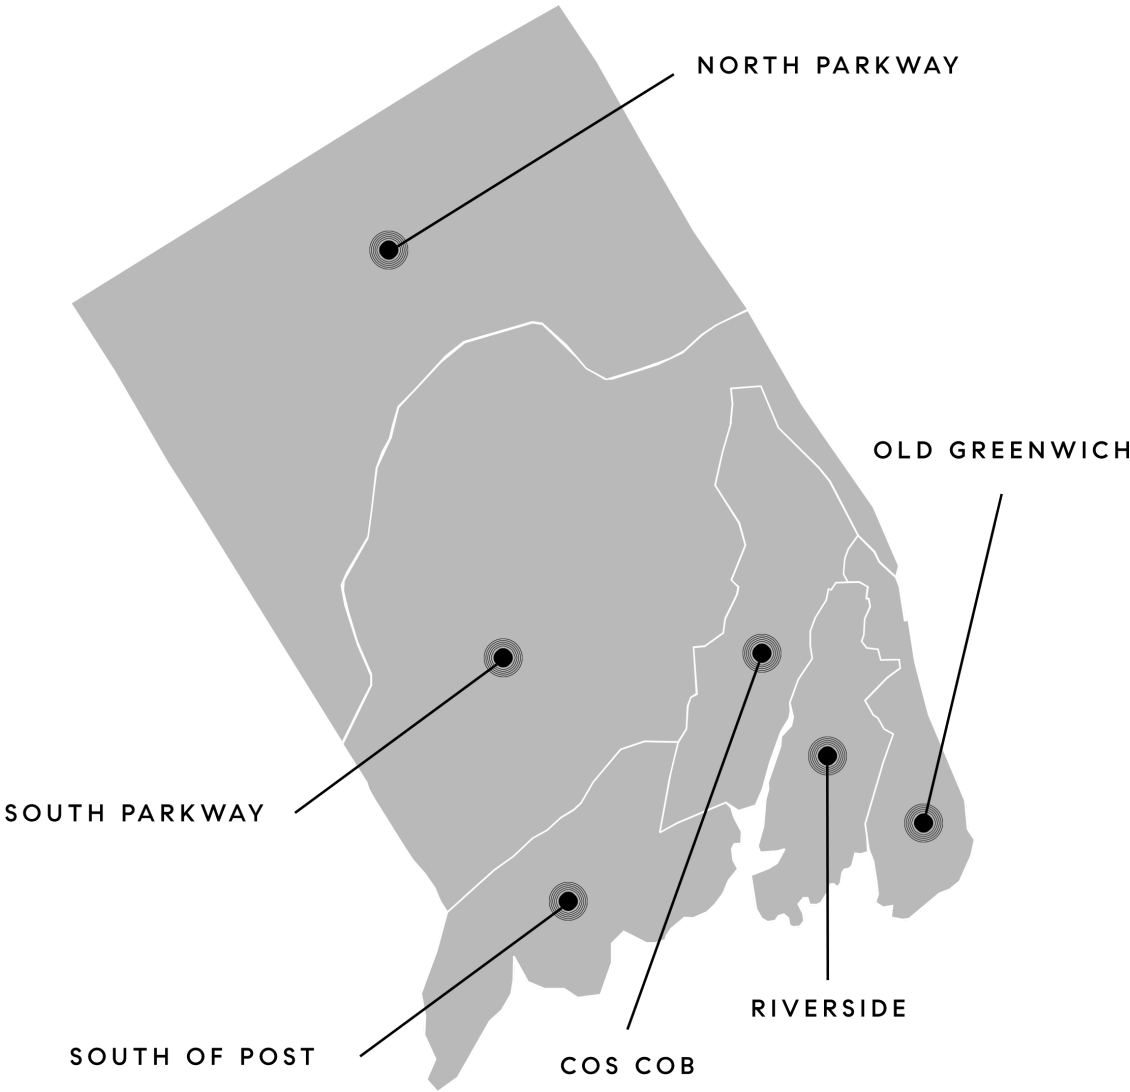 NORTH PARKWAY
OLD GREENWICH
SOUTH PARKWAY
RIVERSIDE
SOUTH OF POST
COS COB